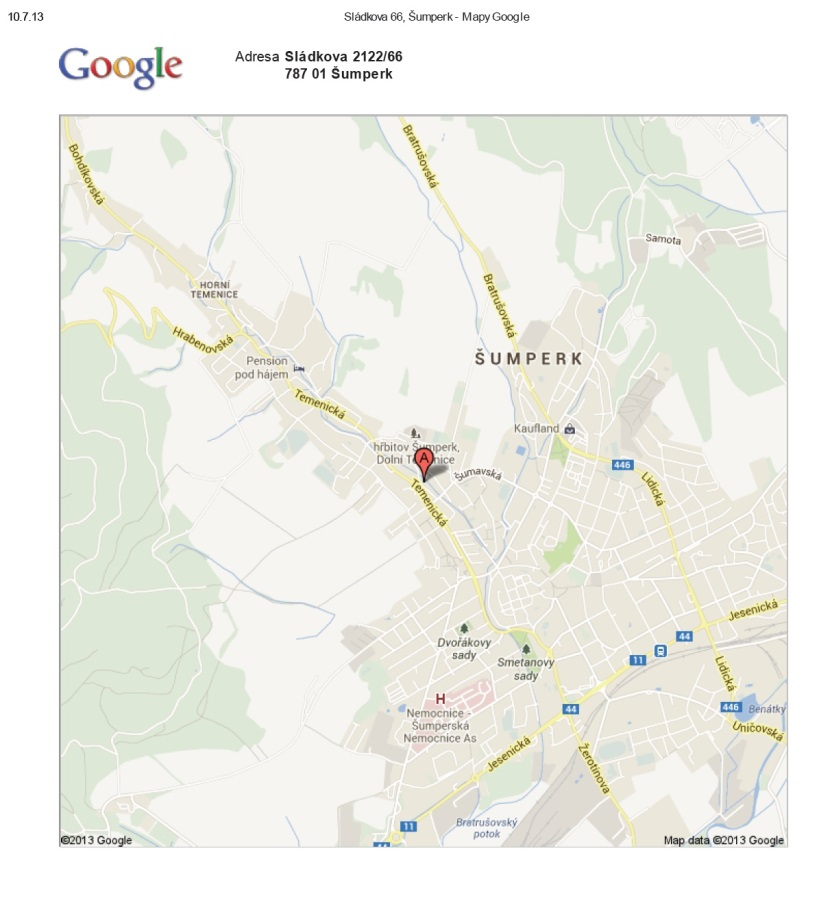 10.7.13
Sládkova 66, Šumperk - Mapy Google
Google
Adresa Sládkova 2122/66
787 01 Šumperk
Bohdíkovská
Bratrušovská
Samota
HORNÍ
TEMENICE
Bratrušovská
Hrabenovská
ŠUMPERK
Pension
pod hájem
Temenická
Kaufland
hřbitov Šumperk,
Dolní
A
446
Šumavská
Lidická
Temenická
Jesenická
44
Dvořákovy
sady
Smetanovy
sady
11
Lidická
H
Nemocnice -
Šumperská
Nemocnice As
44
446
Benátky
Uničovská
Jesenická
Žerotínova
11
Bratrušovský
potok
44
©2013 Google
Map data ©2013 Google